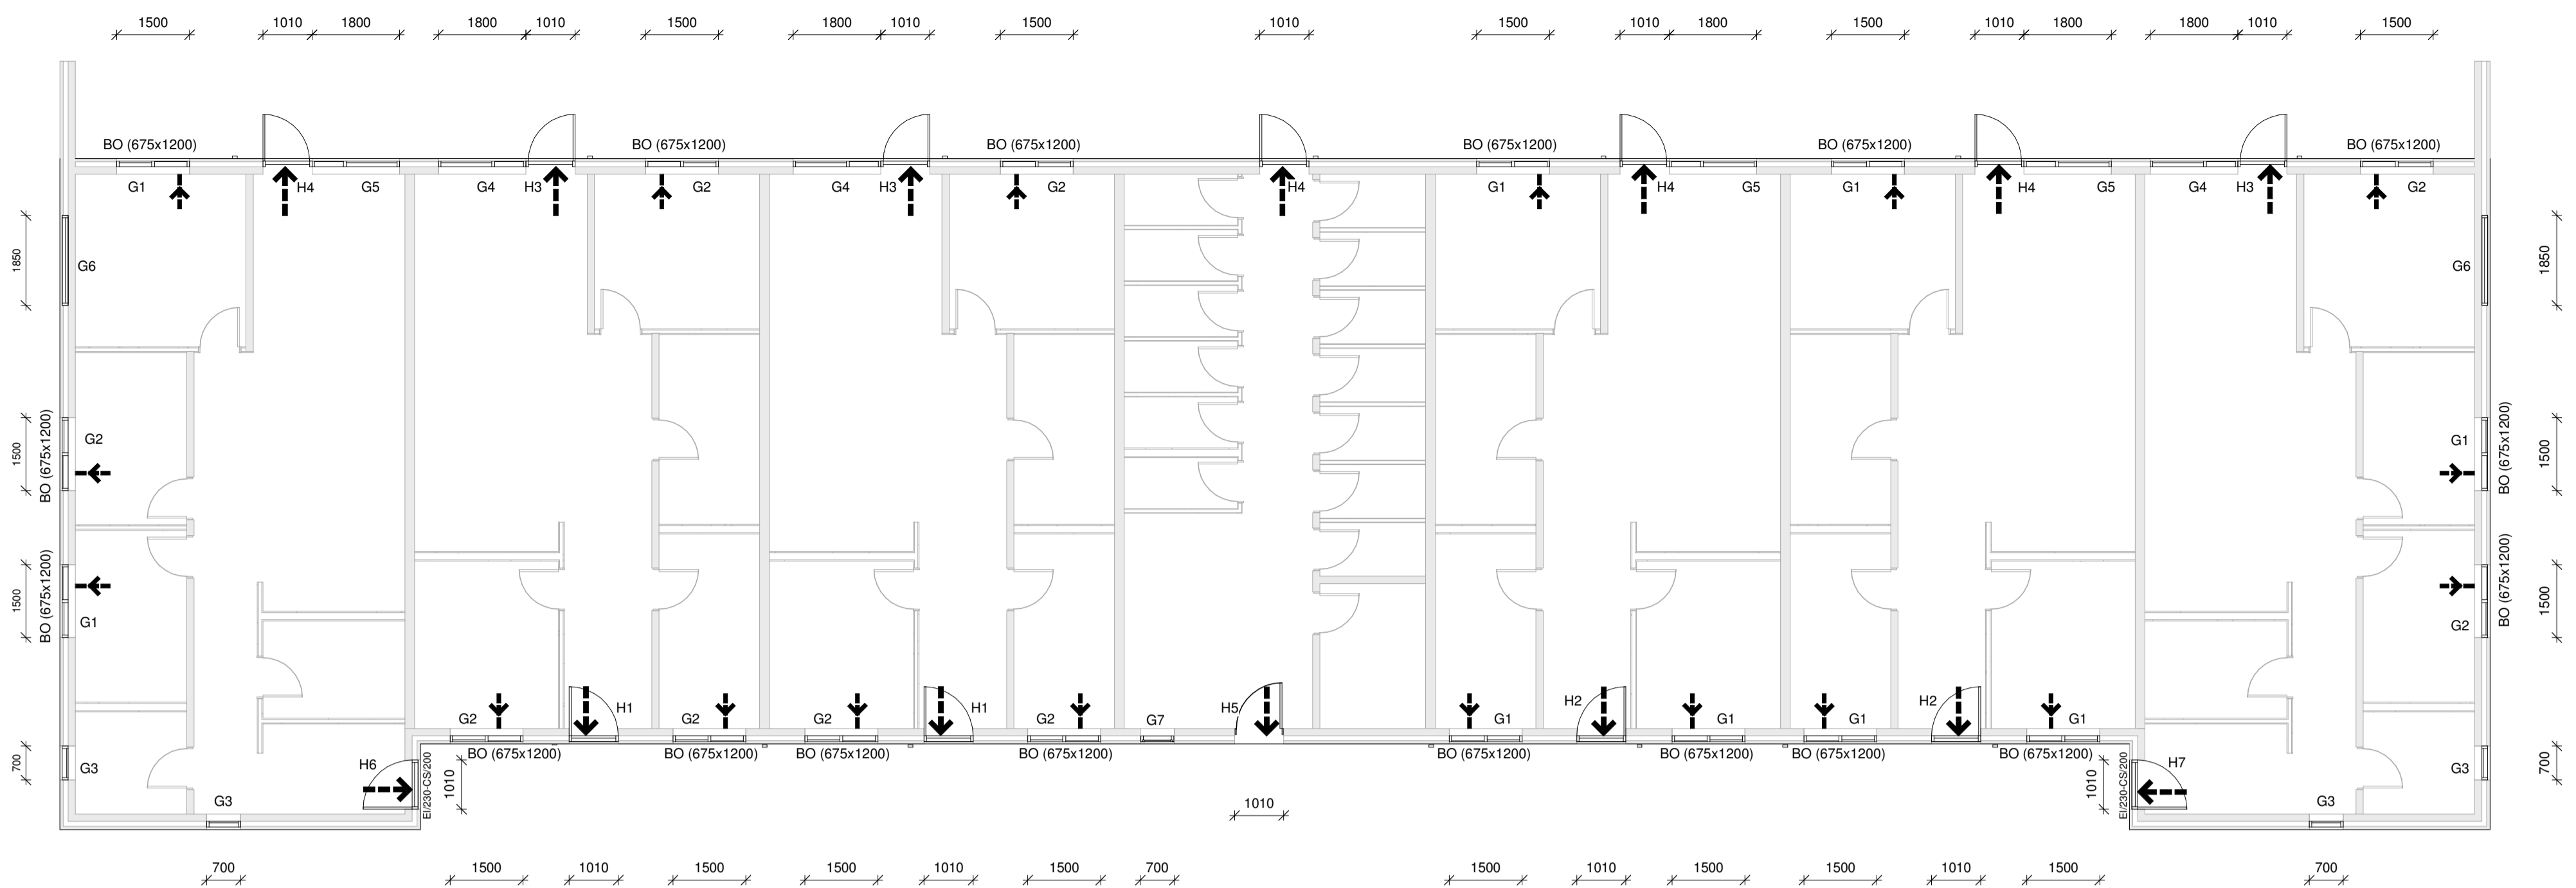 1500 1010 1800 1800 1010 1500 1800 1010 1500 1010 1500 1010 1800 1500 1010 1800 1800 1010 1500
BO (675x1200) BO (675x1200) BO (675x1200) BO (675x1200) BO (675x1200) BO (675x1200)
G1 H4 G5 G4 H3 G2 G4 H3 G2 H4 G1 H4 G5 G1 H4 G5 G4 H3 G2
1850 G6 G6 1850
1500 BO (675x1200) G2 G1 BO (675x1200) 1500
1500 BO (675x1200) G1 G2 BO (675x1200) 1500
G2 H1 G2 G2 H1 G2 G7 H5 G1 H2 G1 G1 H2 G1
BO (675x1200) BO (675x1200) BO (675x1200) BO (675x1200) BO (675x1200) BO (675x1200) BO (675x1200) BO (675x1200)
700 G3 H6 EI/230-CS/200 1010 1010 EI/230-CS/200 H7 G3 700
G3 1010 G3
700 1500 1010 1500 1500 1010 1500 700 1500 1010 1500 1500 1010 1500 700